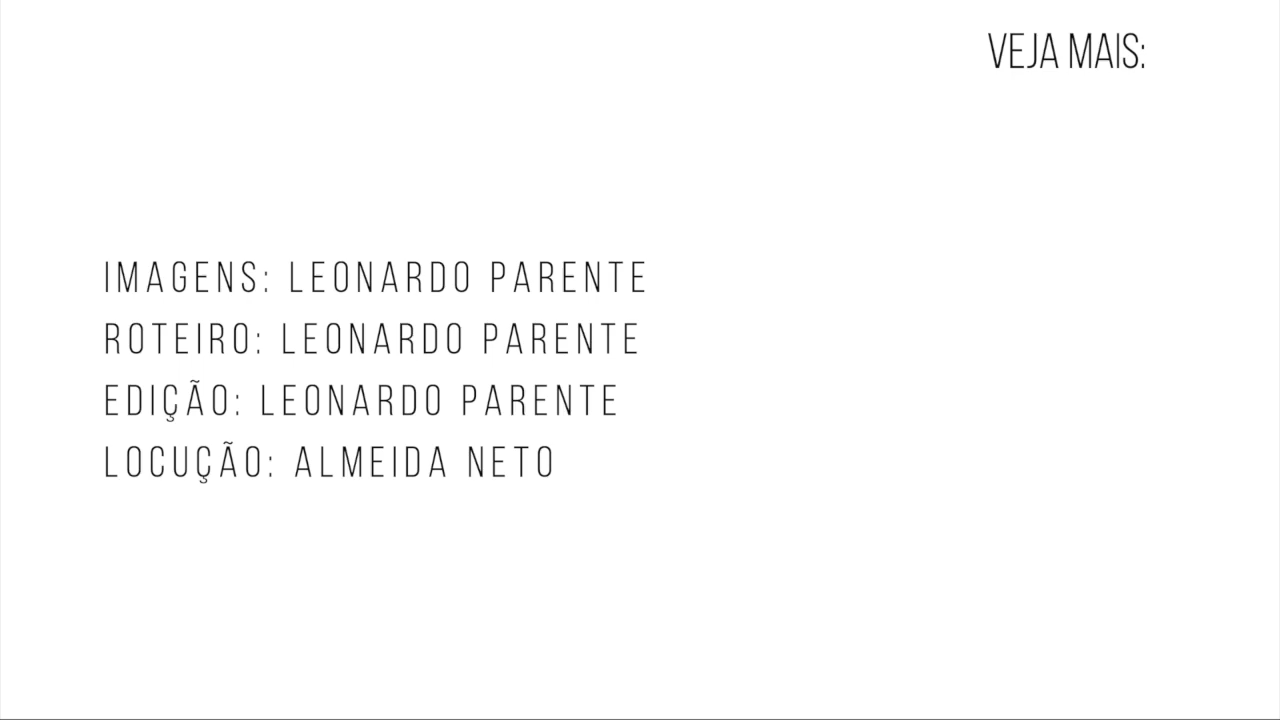 VEJA MAIS:
IMAGENS: LEONARDO PARENTE
ROTEIRO: LEONARDO PARENTE
EDIÇÃO: LEONARDO PARENTE
LOCUÇÃO: ALMEIDA NETO